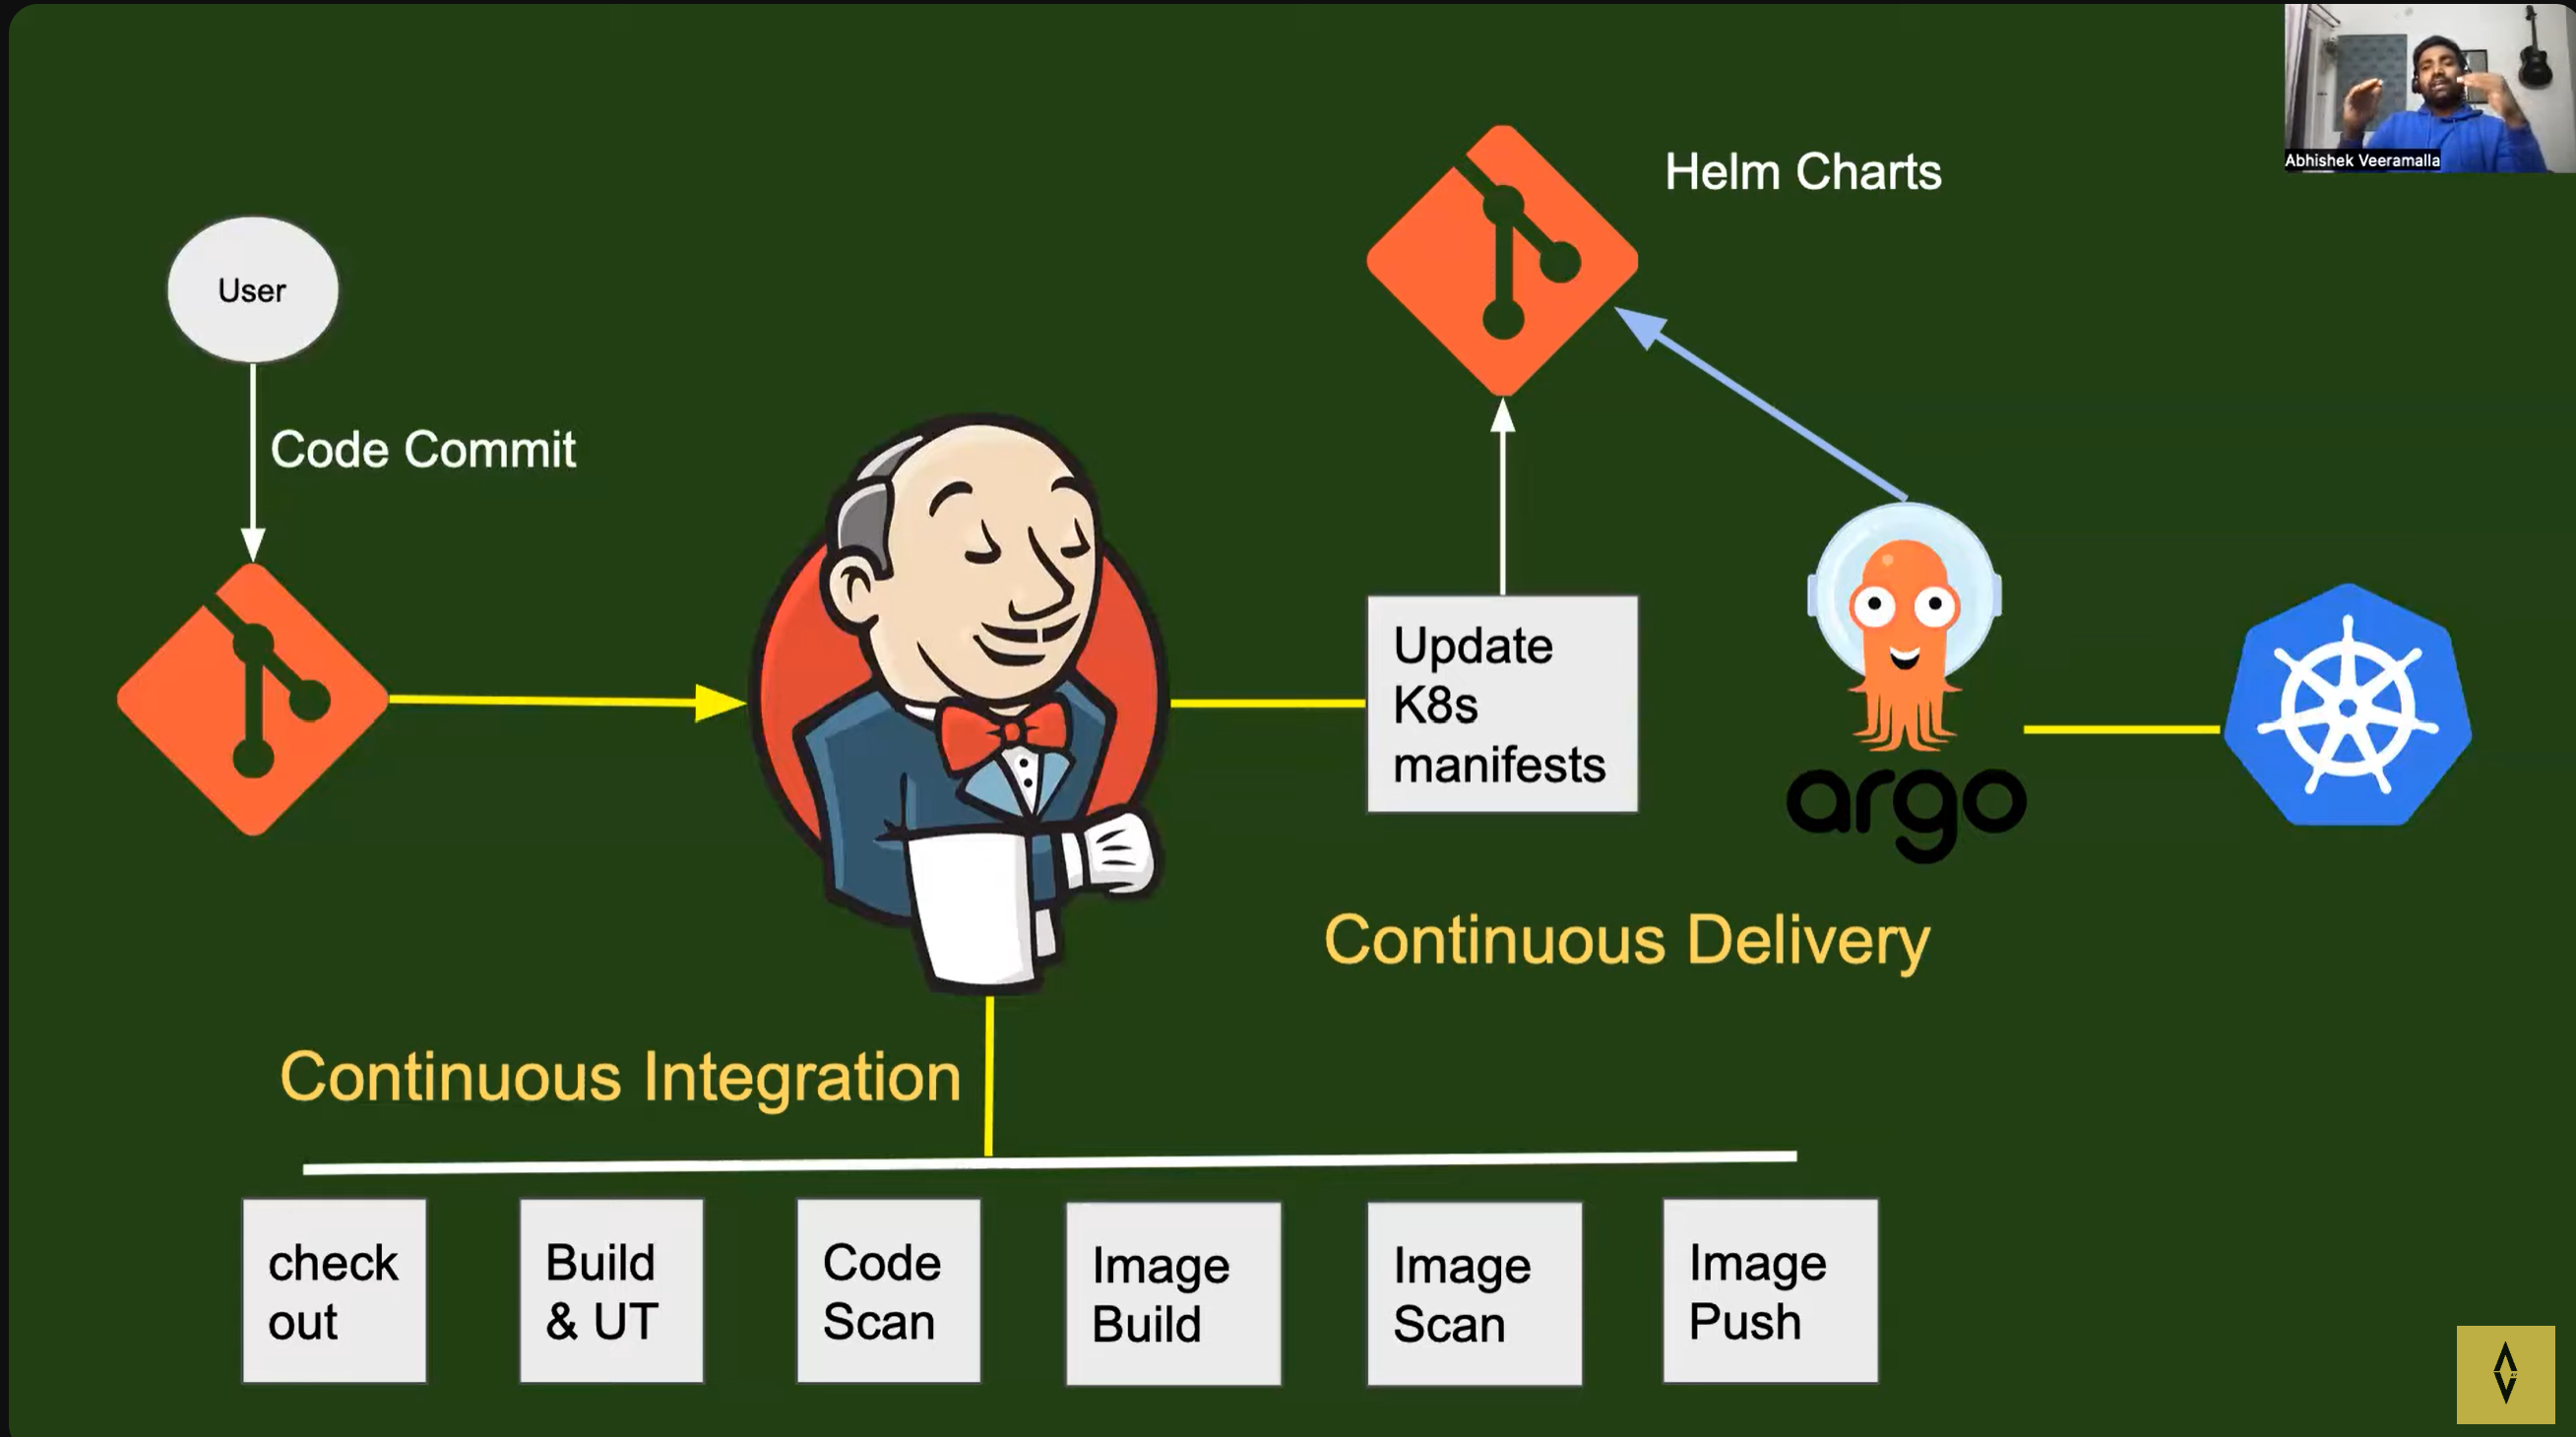 Abhishek Veeramalla
Helm Charts
User
Code Commit
Update
K8s
manifests
argo
Continuous Delivery
Continuous Integration
check
out
Build
& UT
Code
Scan
Image
Build
Image
Scan
Image
Push